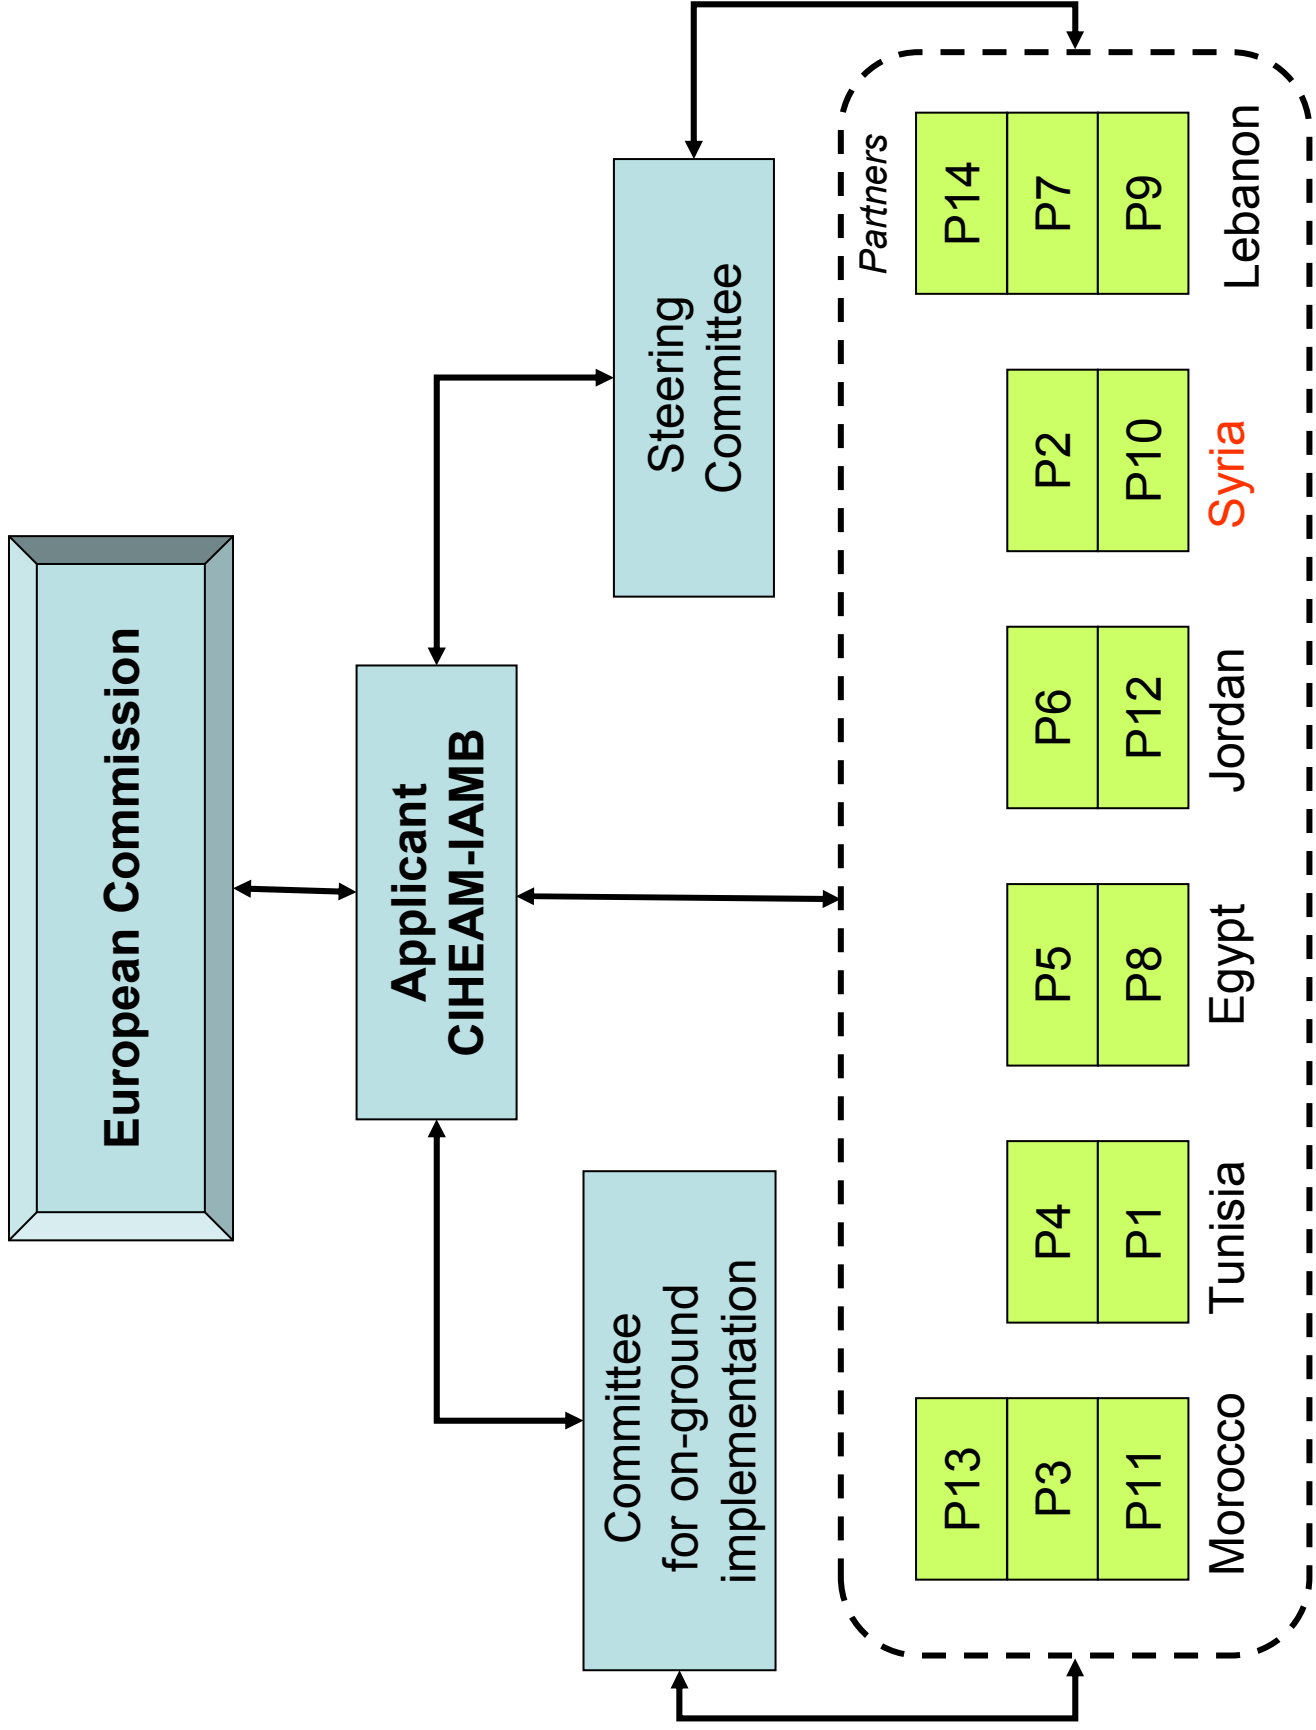 European Commission
Applicant
CIHEAM-IAMB
Committee
for on-ground
implementation
Steering
Committee
Partners
P13
P3
P11
Morocco
P4
P1
Tunisia
P5
P8
Egypt
P6
P12
Jordan
P2
P10
Syria
P14
P7
P9
Lebanon